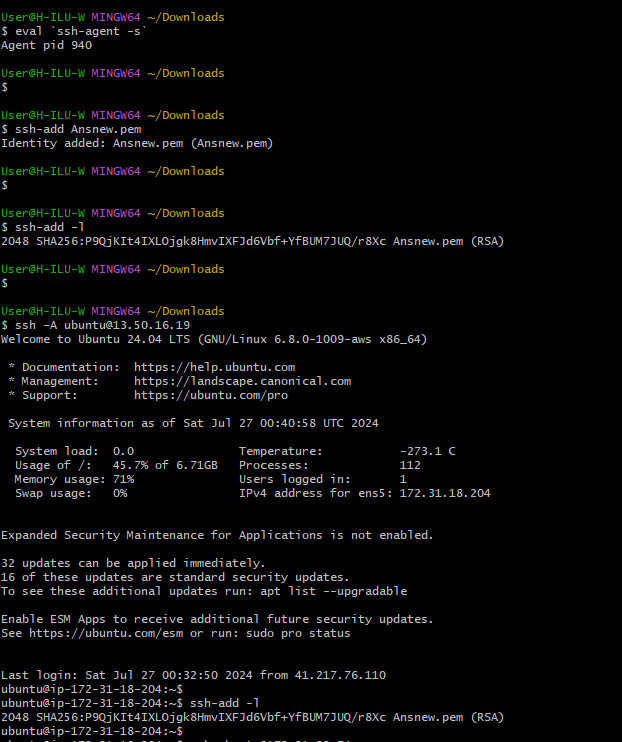 User@H-ILU-W MINGW64 ~/Downloads
$ eval `ssh-agent -s`
Agent pid 940
User@H-ILU-W MINGW64 ~/Downloads
$
User@H-ILU-W MINGW64 ~/Downloads
$ ssh-add Ansnew.pem
Identity added: Ansnew.pem (Ansnew.pem)
User@H-ILU-W MINGW64 ~/Downloads
$
User@H-ILU-W MINGW64 ~/Downloads
$ ssh-add -l
2048 SHA256:P9QjKIt4IXLOjgk8HmvIXFJd6Vbf+YfBUM7JUQ/r8Xc Ansnew.pem (RSA)
User@H-ILU-W MINGW64 ~/Downloads
$
User@H-ILU-W MINGW64 ~/Downloads
$ ssh -A ubuntu@13.50.16.19
Welcome to Ubuntu 24.04 LTS (GNU/Linux 6.8.0-1009-aws x86_64)
* Documentation: https://help.ubuntu.com
* Management: https://landscape.canonical.com
* Support: https://ubuntu.com/pro
System information as of Sat Jul 27 00:40:58 UTC 2024
System load: 0.0 Temperature: -273.1 C
Usage of /: 45.7% of 6.71GB Processes: 112
Memory usage: 71% Users logged in: 1
Swap usage: 0% IPv4 address for ens5: 172.31.18.204
Expanded Security Maintenance for Applications is not enabled.
32 updates can be applied immediately.
16 of these updates are standard security updates.
To see these additional updates run: apt list --upgradable
Enable ESM Apps to receive additional future security updates.
See https://ubuntu.com/esm or run: sudo pro status
Last login: Sat Jul 27 00:32:50 2024 from 41.217.76.110
ubuntu@ip-172-31-18-204:~$
ubuntu@ip-172-31-18-204:~$ ssh-add -l
2048 SHA256:P9QjKIt4IXLOjgk8HmvIXFJd6Vbf+YfBUM7JUQ/r8Xc Ansnew.pem (RSA)
ubuntu@ip-172-31-18-204:~$